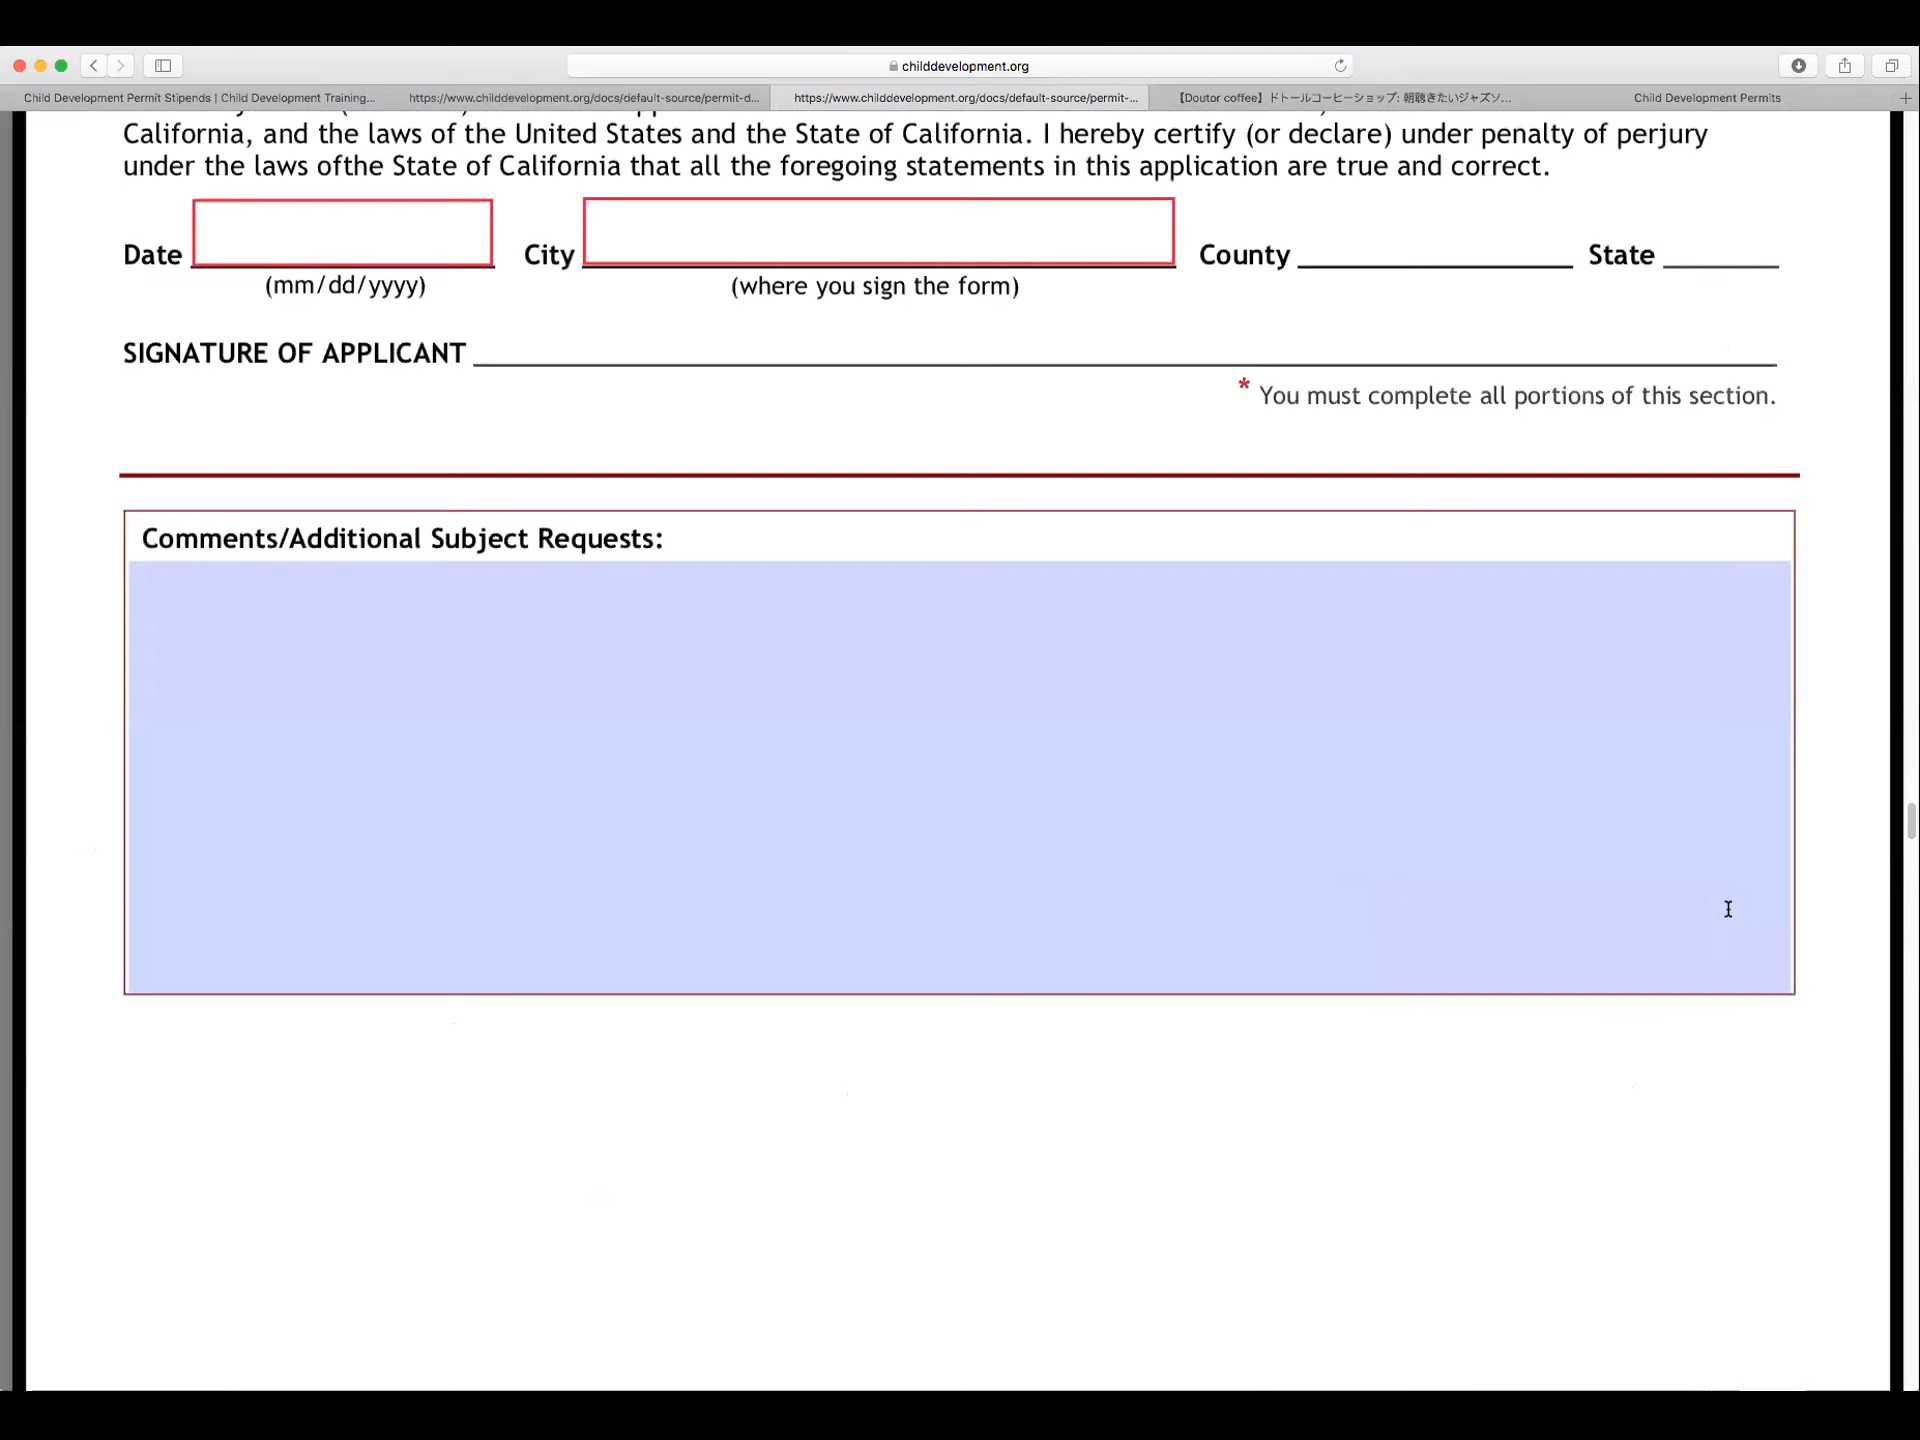 childdevelopment.org
Child Development Permit Stipends | Child Development Training...
https://www.childdevelopment.org/docs/default-source/permit-d...
https://www.childdevelopment.org/docs/default-source/permit-...
【Doutor coffee】ドトールコーヒーショップ: 朝聴きたいジャズソ...
Child Development Permits
California, and the laws of the United States and the State of California. I hereby certify (or declare) under penalty of perjury
under the laws ofthe State of California that all the foregoing statements in this application are true and correct.
Date City County State
(mm/dd/yyyy) (where you sign the form)
SIGNATURE OF APPLICANT
* You must complete all portions of this section.
Comments/Additional Subject Requests: